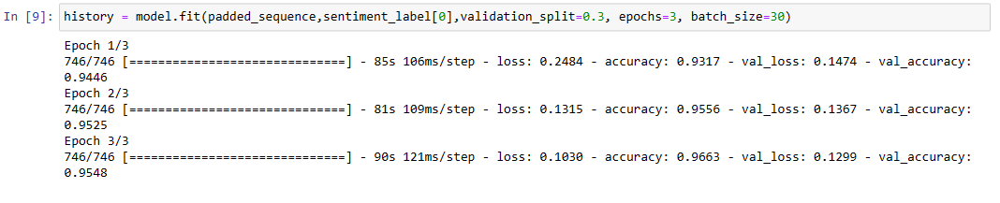 In [9]: history = model.fit(padded_sequence,sentiment_label[0],validation_split=0.3, epochs=3, batch_size=30)
Epoch 1/3
746/746 [==============================] - 85s 106ms/step - loss: 0.2484 - accuracy: 0.9317 - val_loss: 0.1474 - val_accuracy:
0.9446
Epoch 2/3
746/746 [==============================] - 81s 109ms/step - loss: 0.1315 - accuracy: 0.9556 - val_loss: 0.1367 - val_accuracy:
0.9525
Epoch 3/3
746/746 [==============================] - 90s 121ms/step - loss: 0.1030 - accuracy: 0.9663 - val_loss: 0.1299 - val_accuracy:
0.9548